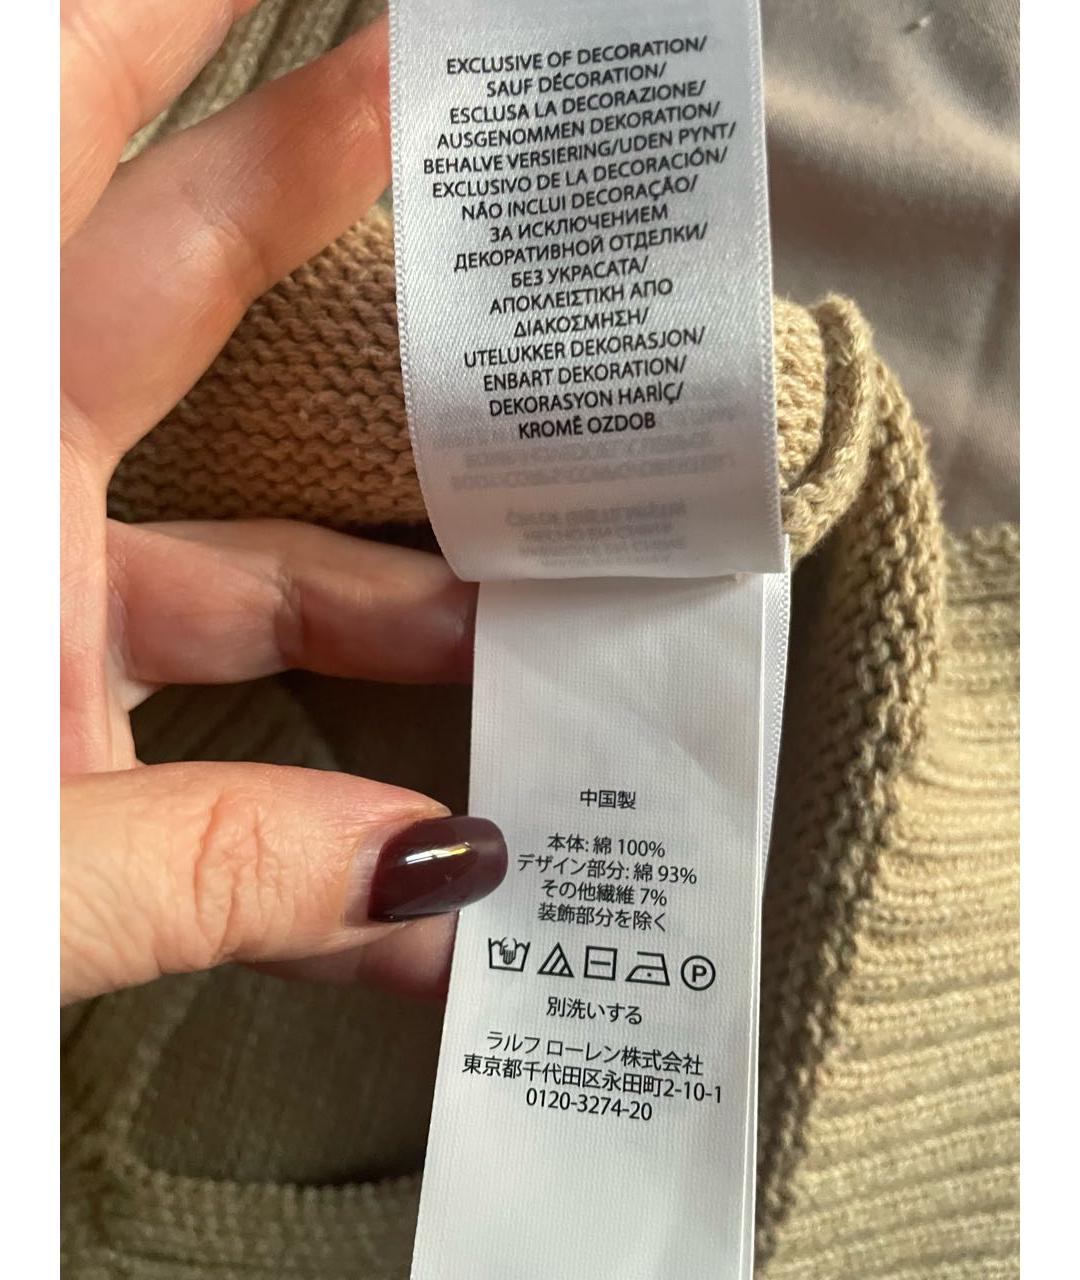 EXCLUSIVE OF DECORATION/
SAUF DÉCORATION/
ESCLUSA LA DECORAZIONE/
AUSGENOMMEN DEKORATION/
BEHALVE VERSIERING/UDEN PYNT/
EXCLUSIVO DE LA DECORACIÓN/
NÃO INCLUI DECORAÇÃO/
ЗА ИСКЛЮЧЕНИЕМ
ДЕКОРАТИВНОЙ ОТДЕЛКИ/
БЕЗ УКРАСАТА/
ΑΠΟΚΛΕΙΣΤΙΚΗ ΑΠΟ
ΔΙΑΚΟΣΜΗΣΗ/
UTELUKKER DEKORASJON/
ENBART DEKORATION/
DEKORASYON HARİÇ/
KROMĚ OZDOB
中国製
本体: 綿 100%
デザイン部分: 綿 93%
その他繊維 7%
装飾部分を除く
P
別洗いする
ラルフ ローレン株式会社
東京都千代田区永田町2-10-1
0120-3274-20